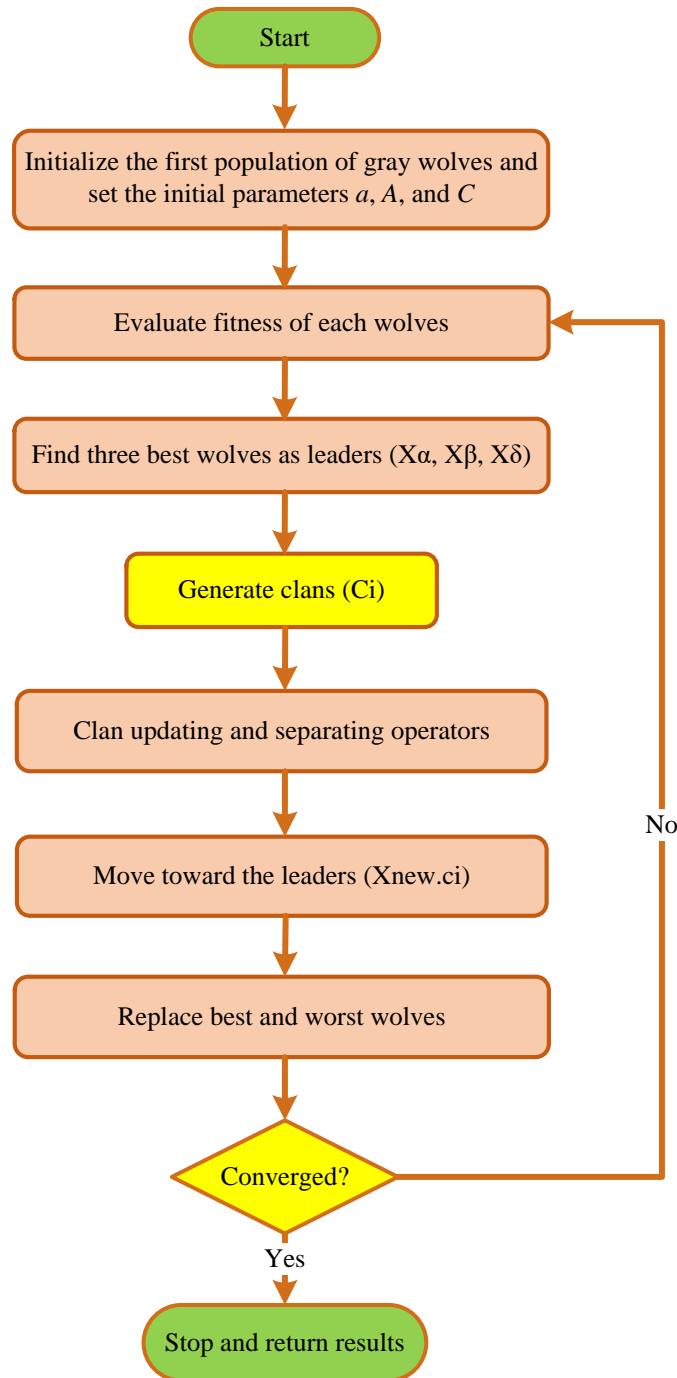 Start
Initialize the first population of gray wolves and
set the initial parameters a, A, and C
Evaluate fitness of each wolves
Find three best wolves as leaders (Xα, Xβ, Xδ)
Generate clans (Ci)
Clan updating and separating operators
Move toward the leaders (Xnew.ci)
No
Replace best and worst wolves
Converged?
Yes
Stop and return results